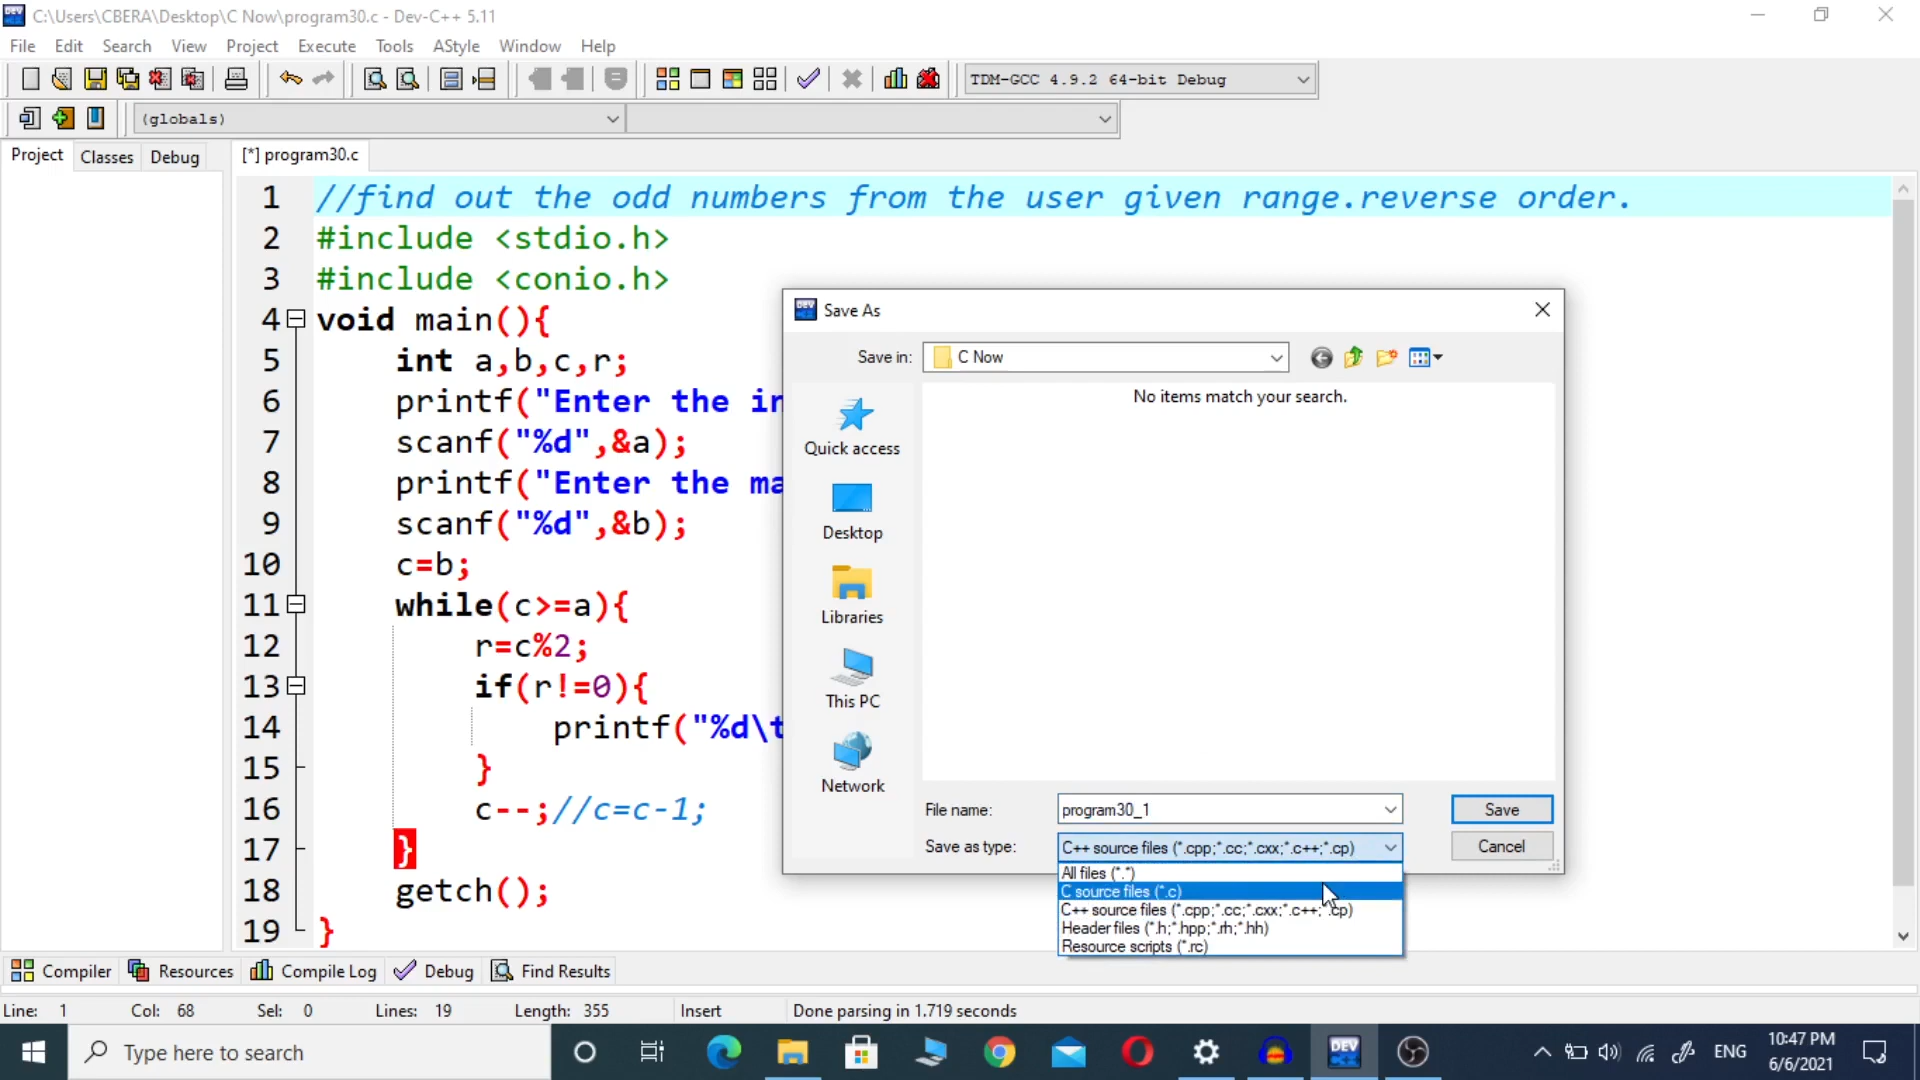 C:\Users\CBERA\Desktop\C Now\program30.c - Dev-C++ 5.11
File Edit Search View Project Execute Tools AStyle Window Help
TDM-GCC 4.9.2 64-bit Debug
(globals)
Project Classes Debug
[*] program30.c
1 //find out the odd numbers from the user given range.reverse order.
2 #include <stdio.h>
3 #include <conio.h>
4 void main(){
5 int a,b,c,r;
6 printf("Enter the in
7 scanf("%d",&a);
8 printf("Enter the ma
9 scanf("%d",&b);
10 c=b;
11 while(c>=a){
12 r=c%2;
13 if(r!=0){
14 printf("%d\t
15 }
16 c--;//c=c-1;
17 }
18 getch();
19 }
Save As
Save in: C Now
No items match your search.
Quick access
Desktop
Libraries
This PC
Network
File name: program30_1 Save
Save as type: C++ source files (*.cpp;*.cc;*.cxx;*.c++;*.cp) Cancel
All files (*.*)
C source files (*.c)
C++ source files (*.cpp;*.cc;*.cxx;*.c++;*.cp)
Header files (*.h;*.hpp;*.rh;*.hh)
Resource scripts (*.rc)
Compiler Resources Compile Log Debug Find Results
Line: 1 Col: 68 Sel: 0 Lines: 19 Length: 355 Insert Done parsing in 1.719 seconds
Type here to search
DEV
ENG
10:47 PM
6/6/2021